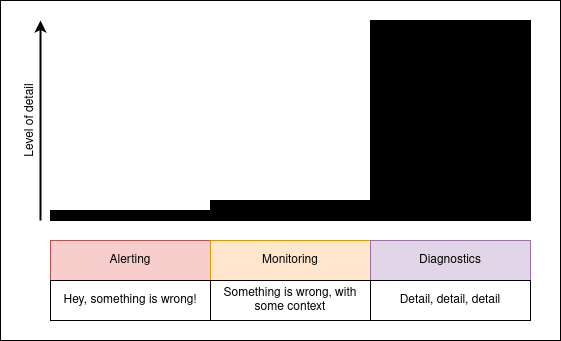 Level of detail
Alerting
Monitoring
Diagnostics
Hey, something is wrong!
Something is wrong, with
some context
Detail, detail, detail